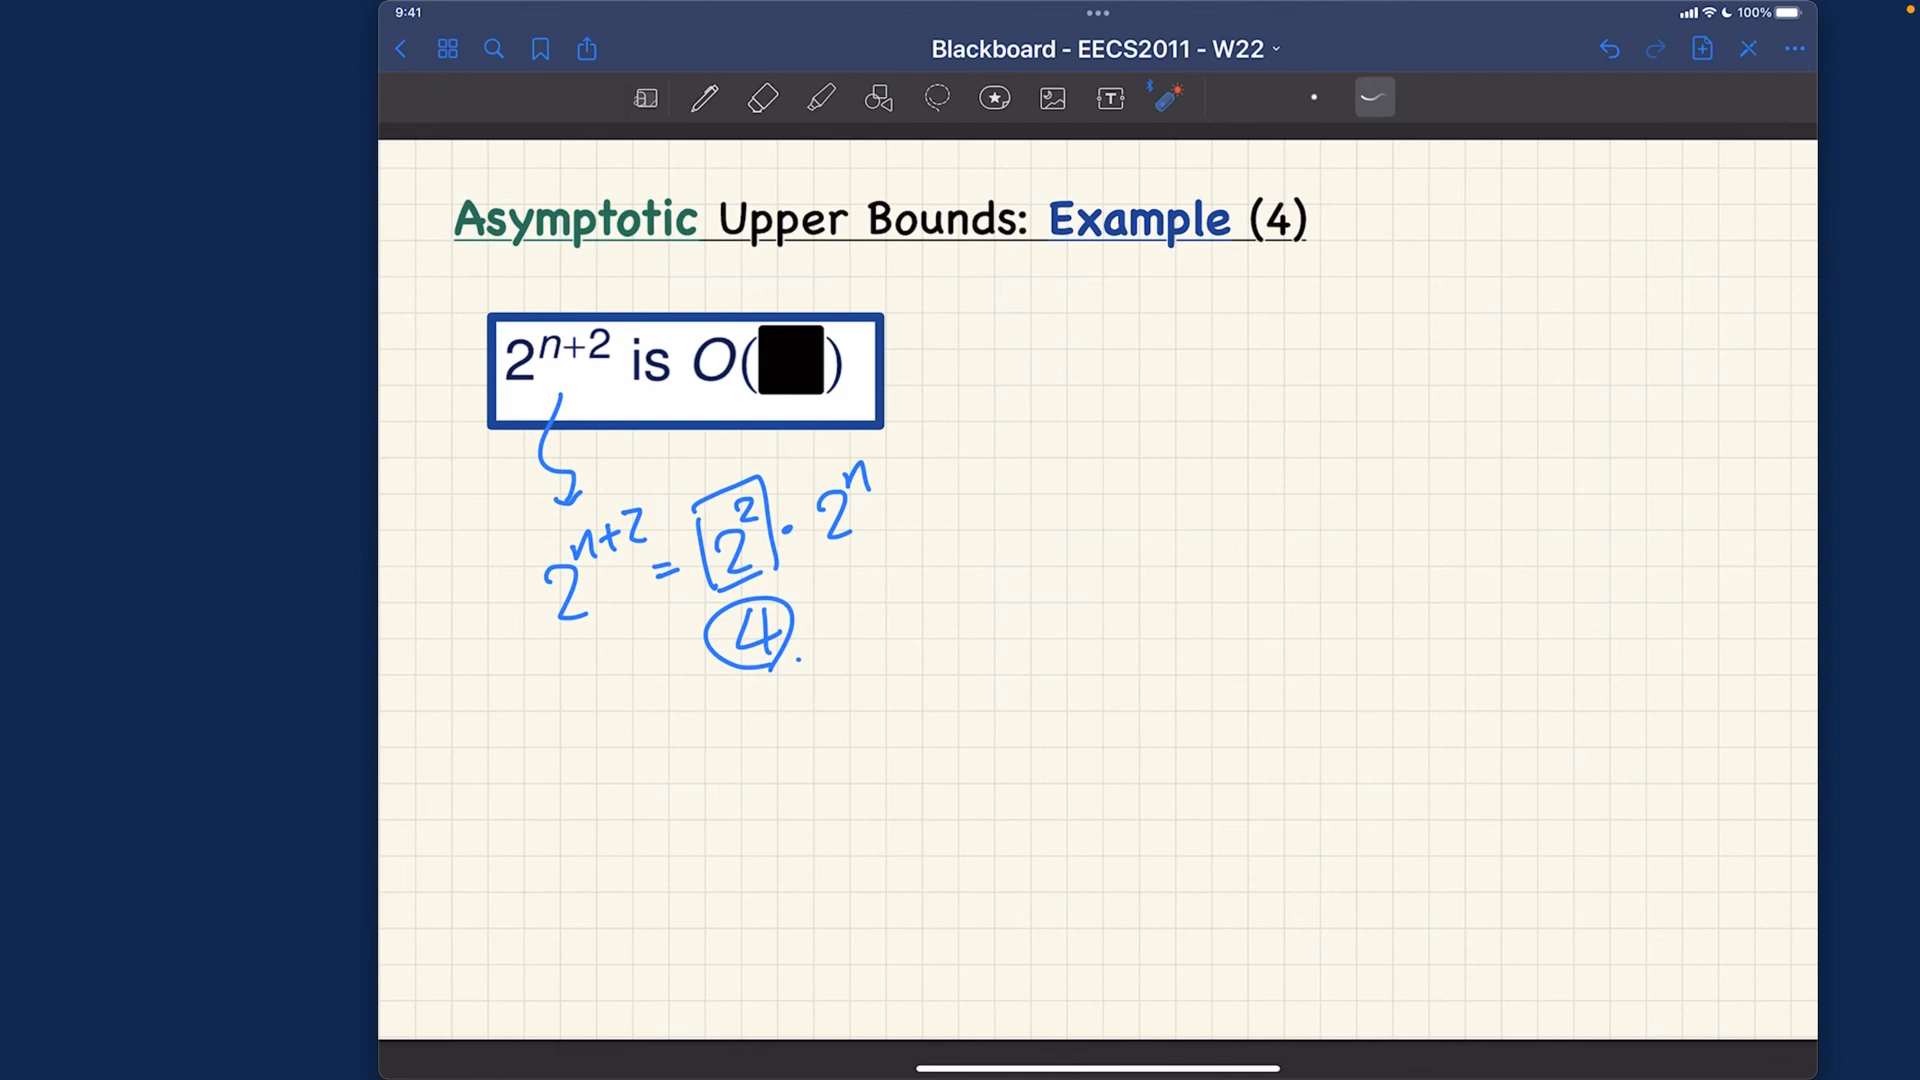 9:41
100%
Blackboard - EECS2011 - W22
Asymptotic Upper Bounds: Example (4)
2^{n+2} is O( )
2^{n+2} = 2^2 · 2^n
4.